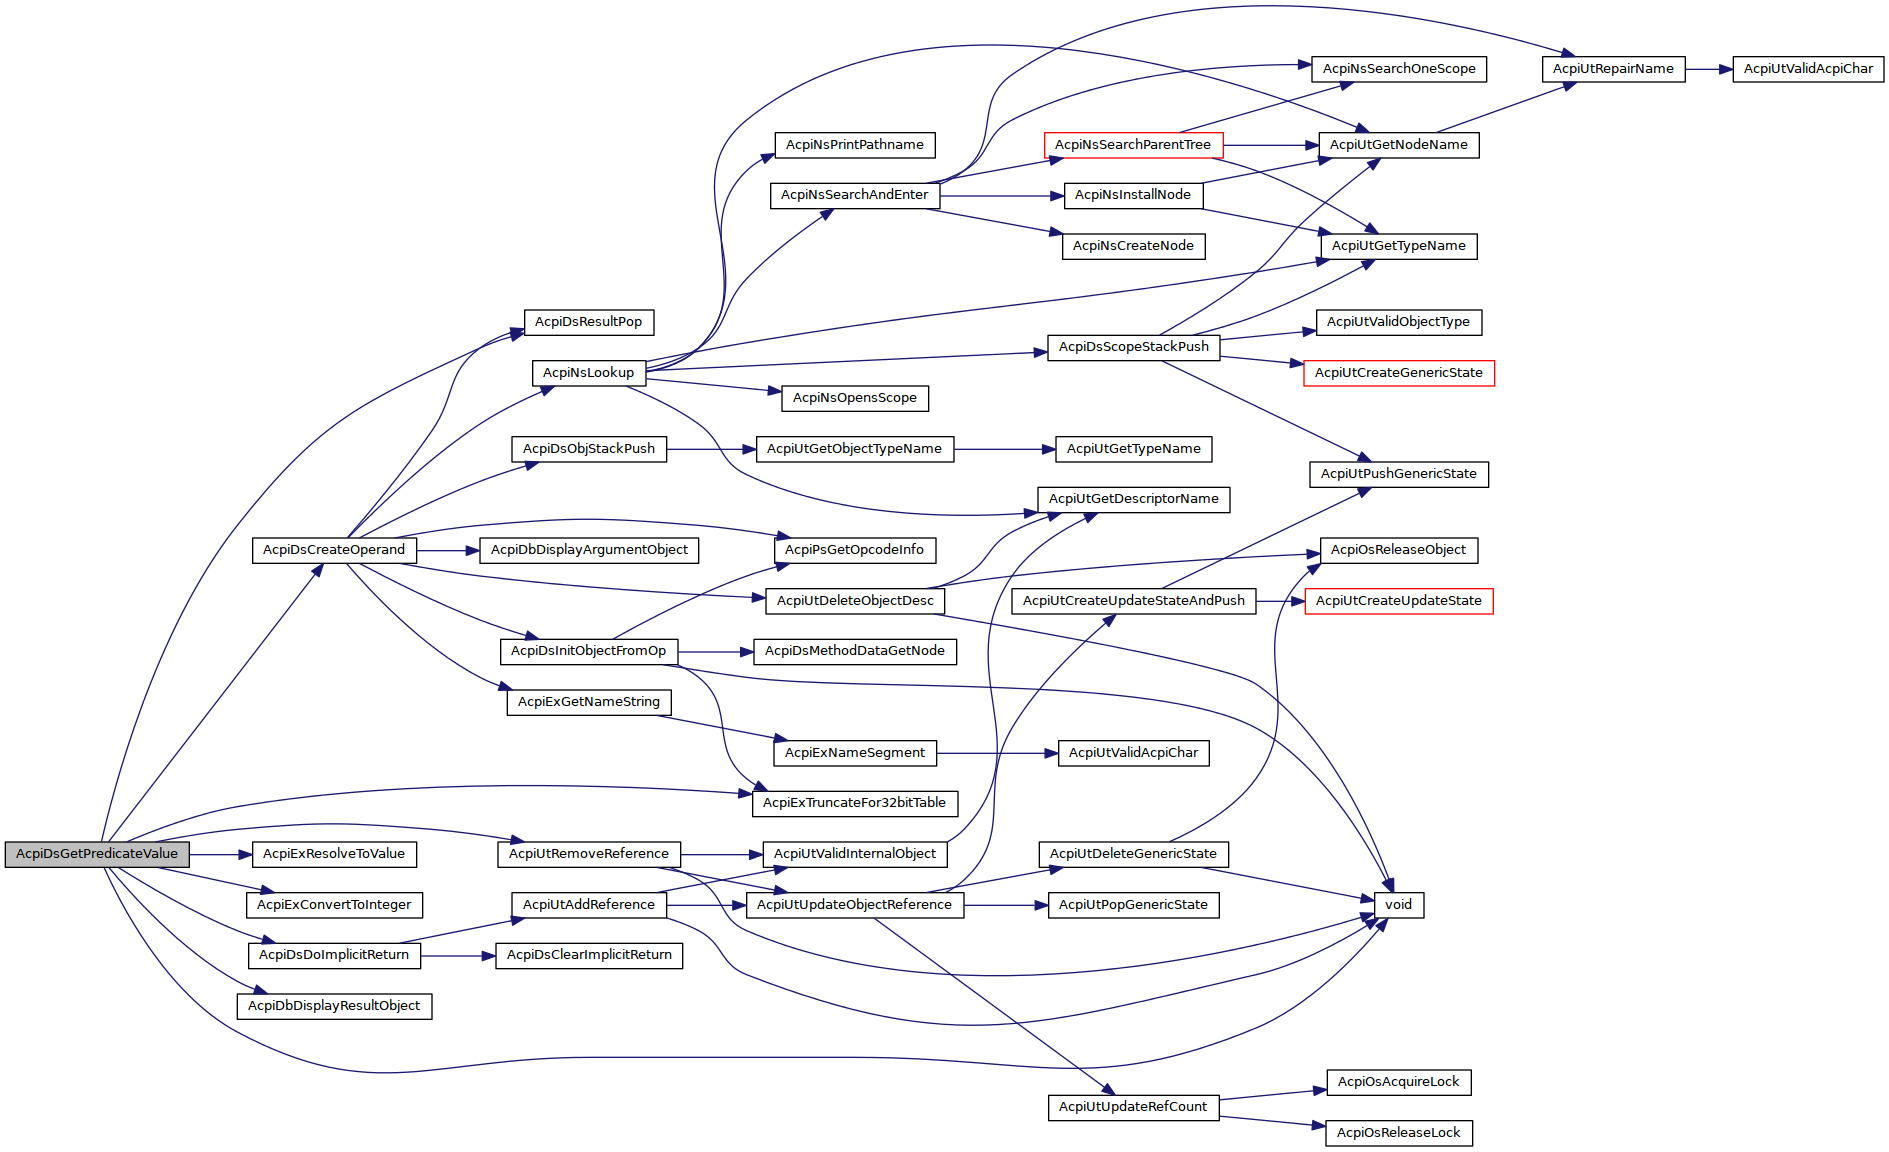 AcpiNsSearchOneScope
AcpiUtRepairName
AcpiUtValidAcpiChar
AcpiNsPrintPathname
AcpiNsSearchParentTree
AcpiUtGetNodeName
AcpiNsSearchAndEnter
AcpiNsInstallNode
AcpiNsCreateNode
AcpiUtGetTypeName
AcpiDsResultPop
AcpiUtValidObjectType
AcpiDsScopeStackPush
AcpiNsLookup
AcpiUtCreateGenericState
AcpiNsOpensScope
AcpiDsObjStackPush
AcpiUtGetObjectTypeName
AcpiUtGetTypeName
AcpiUtPushGenericState
AcpiUtGetDescriptorName
AcpiDsCreateOperand
AcpiDbDisplayArgumentObject
AcpiPsGetOpcodeInfo
AcpiOsReleaseObject
AcpiUtDeleteObjectDesc
AcpiUtCreateUpdateStateAndPush
AcpiUtCreateUpdateState
AcpiDsInitObjectFromOp
AcpiDsMethodDataGetNode
AcpiExGetNameString
AcpiExNameSegment
AcpiUtValidAcpiChar
AcpiExTruncateFor32bitTable
AcpiDsGetPredicateValue
AcpiExResolveToValue
AcpiUtRemoveReference
AcpiUtValidInternalObject
AcpiUtDeleteGenericState
AcpiExConvertToInteger
AcpiUtAddReference
AcpiUtUpdateObjectReference
AcpiUtPopGenericState
void
AcpiDsDoImplicitReturn
AcpiDsClearImplicitReturn
AcpiDbDisplayResultObject
AcpiOsAcquireLock
AcpiUtUpdateRefCount
AcpiOsReleaseLock